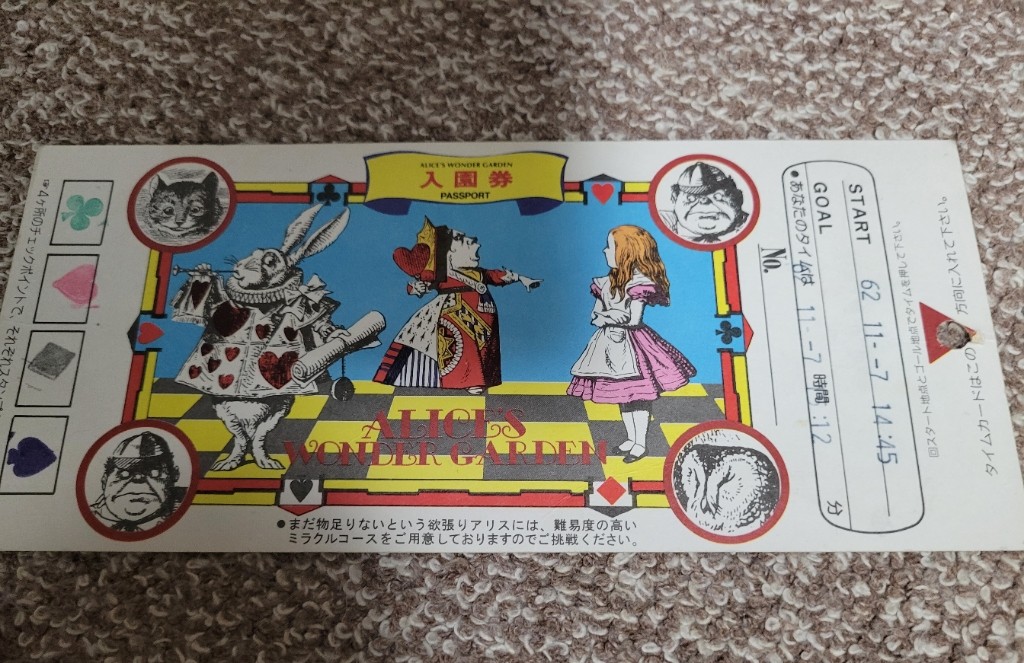 ALICE'S WONDER GARDEN
入園券
PASSPORT
ALICE'S
WONDER GARDEN
●まだ物足りないという欲張りアリスには、難易度の高い
ミラクルコースをご用意しておりますのでご挑戦ください。
4ヶ所のチェックポイントで、それぞれスタンプ
No.
●あなたのタイムは 11.-7 時間:12 分
GOAL
START 62 11.-7 14.45
回スタート地点とゴール地点でタイムを押して下さい。
タイムカードはこの 方向に入れて下さい。